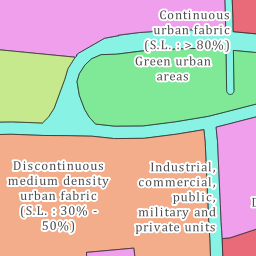 Continuous
urban fabric
(S.L. : > 80%)
Green urban
areas
Discontinuous
medium density
urban fabric
(S.L. : 30% -
50%)
Industrial,
commercial,
public,
military and
private units